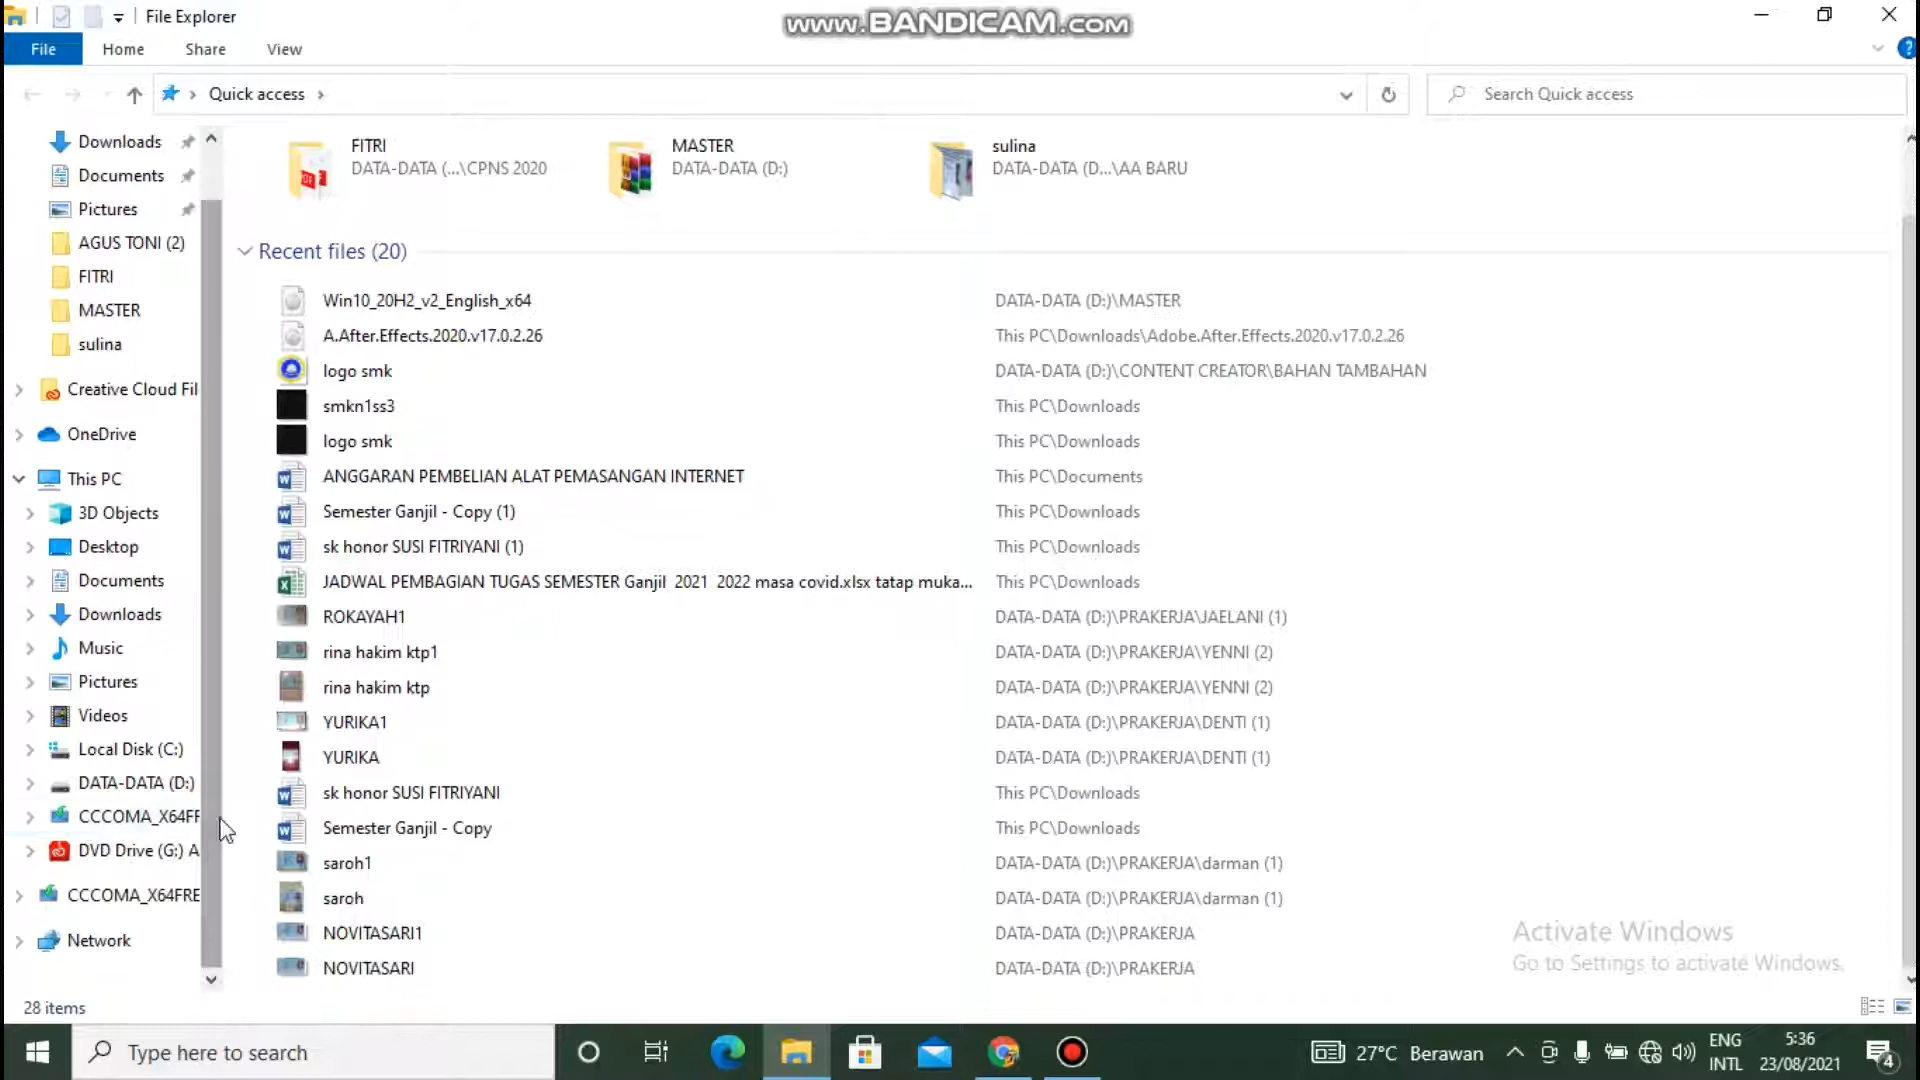 File Explorer
www.BANDICAM.com
File Home Share View
Quick access
Search Quick access
Downloads
Documents
Pictures
AGUS TONI (2)
FITRI
MASTER
sulina
Creative Cloud Fil
OneDrive
This PC
3D Objects
Desktop
Documents
Downloads
Music
Pictures
Videos
Local Disk (C:)
DATA-DATA (D:)
CCCOMA_X64FF
DVD Drive (G:) A
CCCOMA_X64FRE
Network
FITRI
DATA-DATA (...\CPNS 2020
MASTER
DATA-DATA (D:)
sulina
DATA-DATA (D...\AA BARU
Recent files (20)
Win10_20H2_v2_English_x64 DATA-DATA (D:)\MASTER
A.After.Effects.2020.v17.0.2.26 This PC\Downloads\Adobe.After.Effects.2020.v17.0.2.26
logo smk DATA-DATA (D:)\CONTENT CREATOR\BAHAN TAMBAHAN
smkn1ss3 This PC\Downloads
logo smk This PC\Downloads
ANGGARAN PEMBELIAN ALAT PEMASANGAN INTERNET This PC\Documents
Semester Ganjil - Copy (1) This PC\Downloads
sk honor SUSI FITRIYANI (1) This PC\Downloads
JADWAL PEMBAGIAN TUGAS SEMESTER Ganjil 2021 2022 masa covid.xlsx tatap muka... This PC\Downloads
ROKAYAH1 DATA-DATA (D:)\PRAKERJA\JAELANI (1)
rina hakim ktp1 DATA-DATA (D:)\PRAKERJA\YENNI (2)
rina hakim ktp DATA-DATA (D:)\PRAKERJA\YENNI (2)
YURIKA1 DATA-DATA (D:)\PRAKERJA\DENTI (1)
YURIKA DATA-DATA (D:)\PRAKERJA\DENTI (1)
sk honor SUSI FITRIYANI This PC\Downloads
Semester Ganjil - Copy This PC\Downloads
saroh1 DATA-DATA (D:)\PRAKERJA\darman (1)
saroh DATA-DATA (D:)\PRAKERJA\darman (1)
NOVITASARI1 DATA-DATA (D:)\PRAKERJA
NOVITASARI DATA-DATA (D:)\PRAKERJA
Activate Windows
Go to Settings to activate Windows.
28 items
Type here to search
27°C Berawan
ENG
INTL
5:36
23/08/2021
4